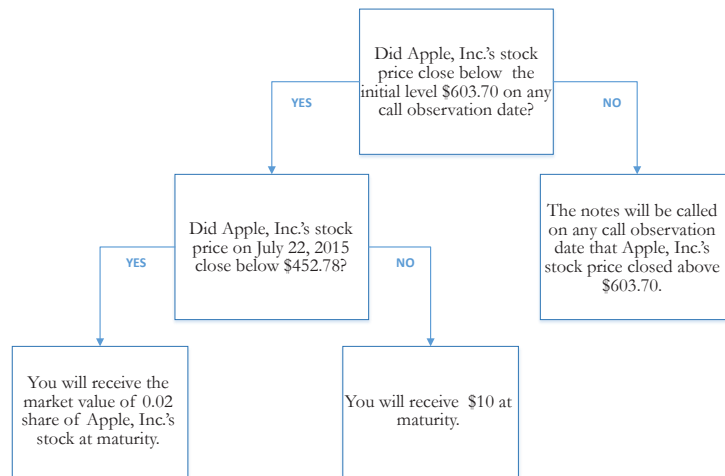 Did Apple, Inc.'s stock
price close below the
initial level $603.70 on any
call observation date?
YES
NO
Did Apple, Inc.'s stock
price on July 22, 2015
close below $452.78?
The notes will be called
on any call observation
date that Apple, Inc.'s
stock price closed above
$603.70.
YES
NO
You will receive the
market value of 0.02
share of Apple, Inc.'s
stock at maturity.
You will receive $10 at
maturity.